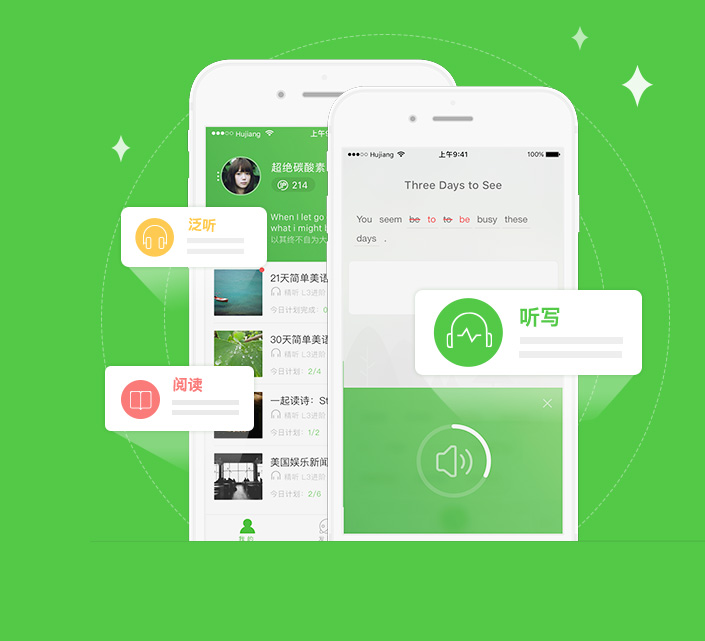 Hujiang
上午9
超绝碳酸素
214
When I let go
what i might b
以其终不自为大
泛听
21天简单美语
精听 L3进阶
今日计划完成: 0
30天简单美语
精听 L3进阶
今日计划: 2/4
阅读
一起读诗: St
精听 L3进阶
今日计划: 1/2
美国娱乐新闻
精听 L3进阶
今日计划: 2/6
我的
Hujiang
上午9:41
100%
Three Days to See
You seem be to to be busy these
days .
听写